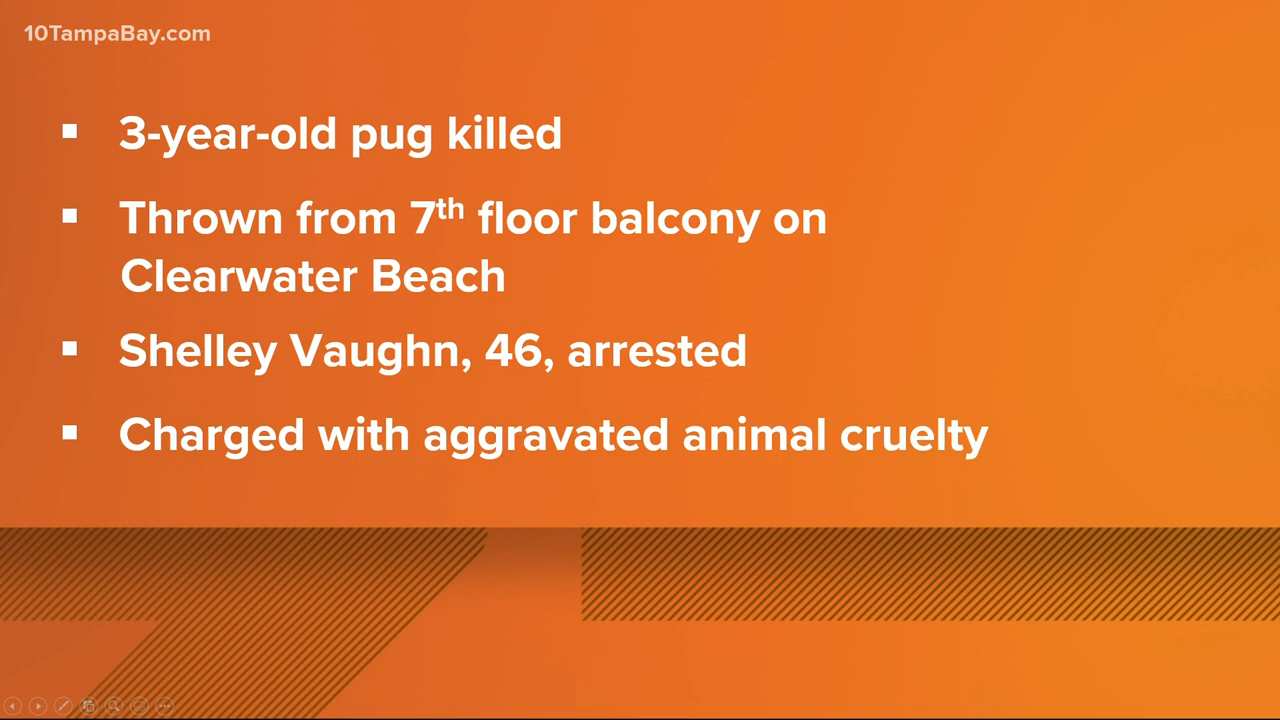 10TampaBay.com
▪ 3-year-old pug killed
▪ Thrown from 7th floor balcony on
Clearwater Beach
▪ Shelley Vaughn, 46, arrested
▪ Charged with aggravated animal cruelty